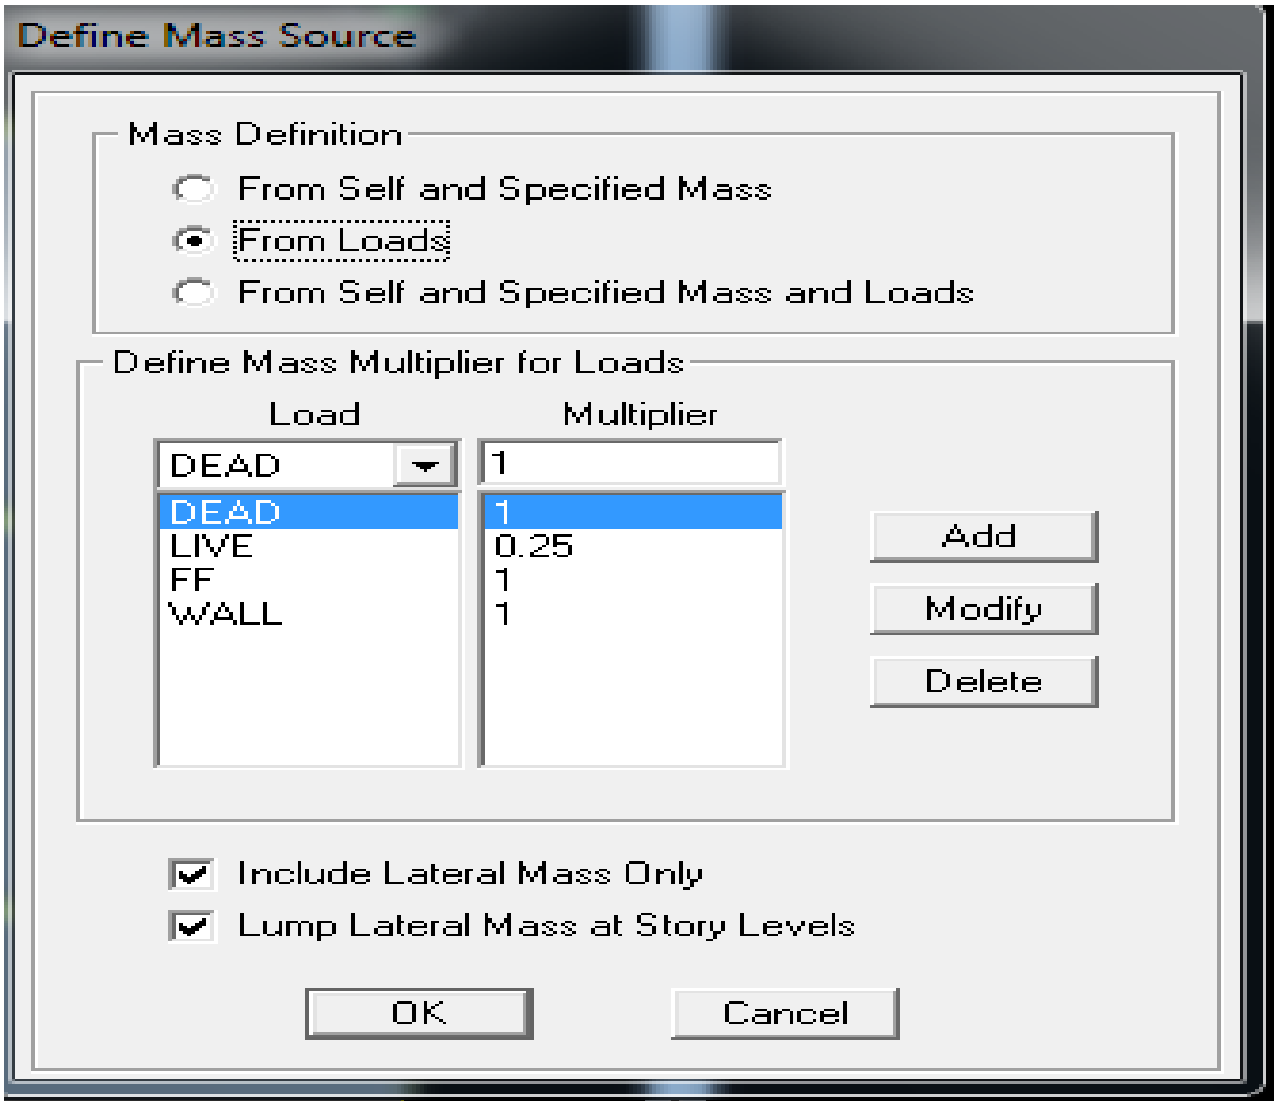 Define Mass Source
Mass Definition
From Self and Specified Mass
From Loads
From Self and Specified Mass and Loads
Define Mass Multiplier for Loads
Load Multiplier
DEAD 1
DEAD 1
LIVE 0.25
FF 1
WALL 1
Add
Modify
Delete
Include Lateral Mass Only
Lump Lateral Mass at Story Levels
OK Cancel